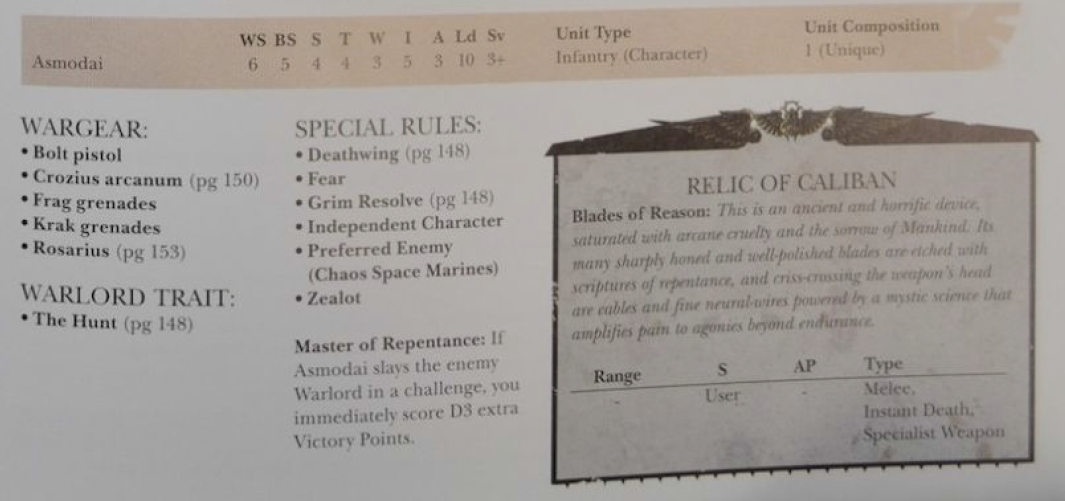 WS BS S T W I A Ld Sv
Asmodai 6 5 4 4 3 5 3 10 3+
Unit Type
Infantry (Character)
Unit Composition
1 (Unique)
WARGEAR:
• Bolt pistol
• Crozius arcanum (pg 150)
• Frag grenades
• Krak grenades
• Rosarius (pg 153)
WARLORD TRAIT:
• The Hunt (pg 148)
SPECIAL RULES:
• Deathwing (pg 148)
• Fear
• Grim Resolve (pg 148)
• Independent Character
• Preferred Enemy
(Chaos Space Marines)
• Zealot
Master of Repentance: If
Asmodai slays the enemy
Warlord in a challenge, you
immediately score D3 extra
Victory Points.
RELIC OF CALIBAN
Blades of Reason: This is an ancient and horrific device,
saturated with arcane cruelty and the sorrow of Mankind. Its
many sharply honed and well-polished blades are etched with
scriptures of repentance, and criss-crossing the weapon's head
are cables and fine neural-wires powered by a mystic science that
amplifies pain to agonies beyond endurance.
Range S AP Type
- User - Melee,
Instant Death,
Specialist Weapon